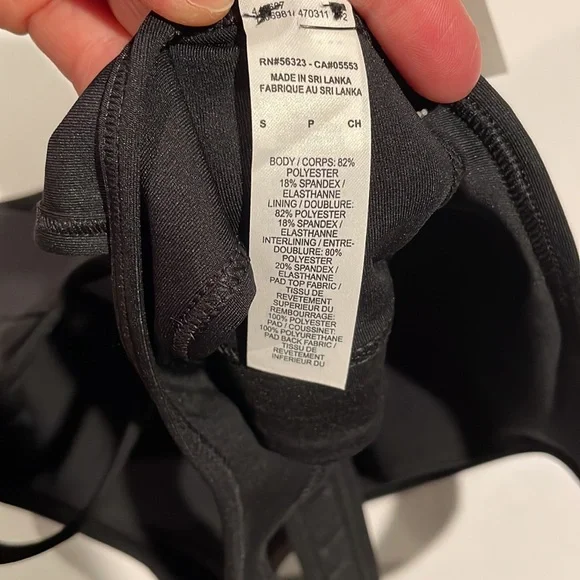 470311
RN#56323 - CA#05553
MADE IN SRI LANKA
FABRIQUE AU SRI LANKA
S P CH
BODY / CORPS: 82%
POLYESTER
18% SPANDEX /
ELASTHANNE
LINING / DOUBLURE:
82% POLYESTER
18% SPANDEX /
ELASTHANNE
INTERLINING / ENTRE-
DOUBLURE: 80%
POLYESTER
20% SPANDEX /
ELASTHANNE
PAD TOP FABRIC /
TISSU DE
REVETEMENT
SUPERIEUR DU
REMBOURRAGE:
100% POLYESTER
PAD / COUSSINET:
100% POLYURETHANE
PAD BACK FABRIC /
TISSU DE
REVETEMENT
INFERIEUR DU